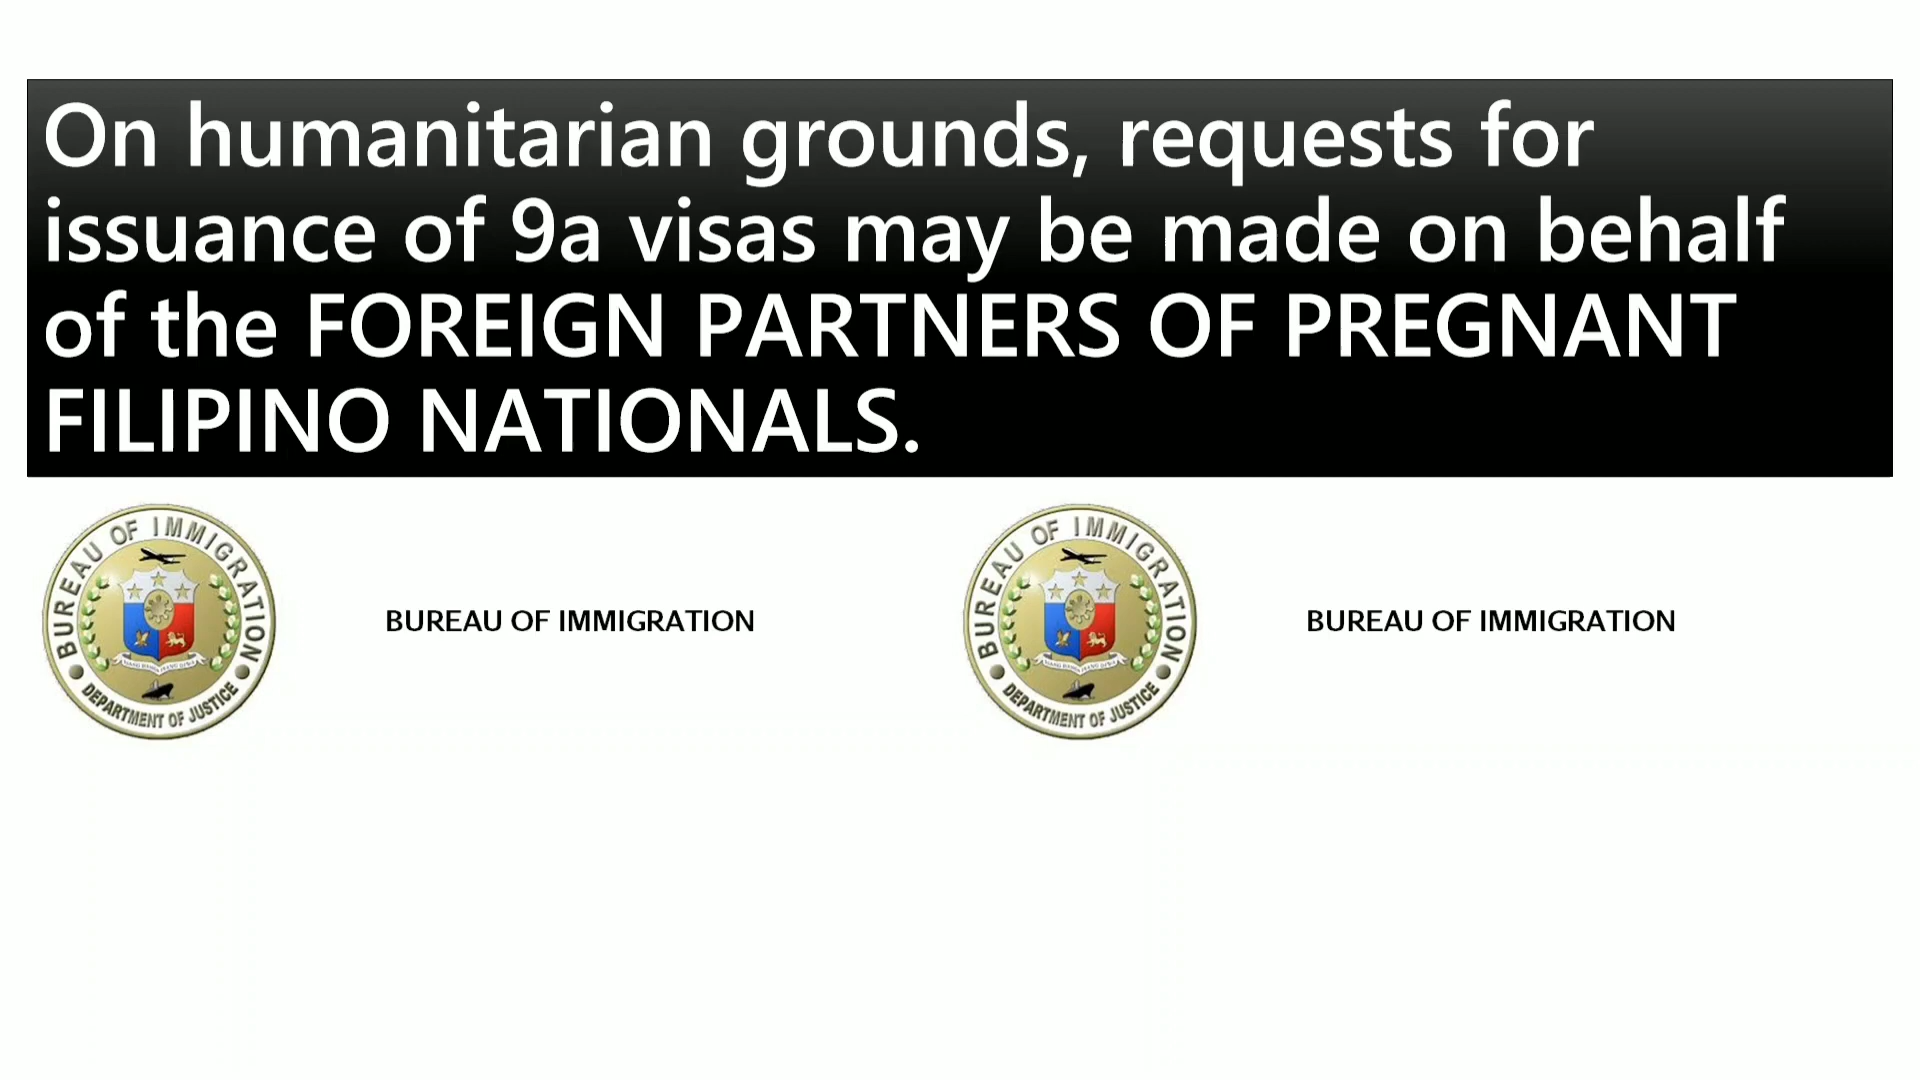 On humanitarian grounds, requests for
issuance of 9a visas may be made on behalf
of the FOREIGN PARTNERS OF PREGNANT
FILIPINO NATIONALS.
BUREAU OF IMMIGRATION
DEPARTMENT OF JUSTICE
BUREAU OF IMMIGRATION
BUREAU OF IMMIGRATION
DEPARTMENT OF JUSTICE
BUREAU OF IMMIGRATION